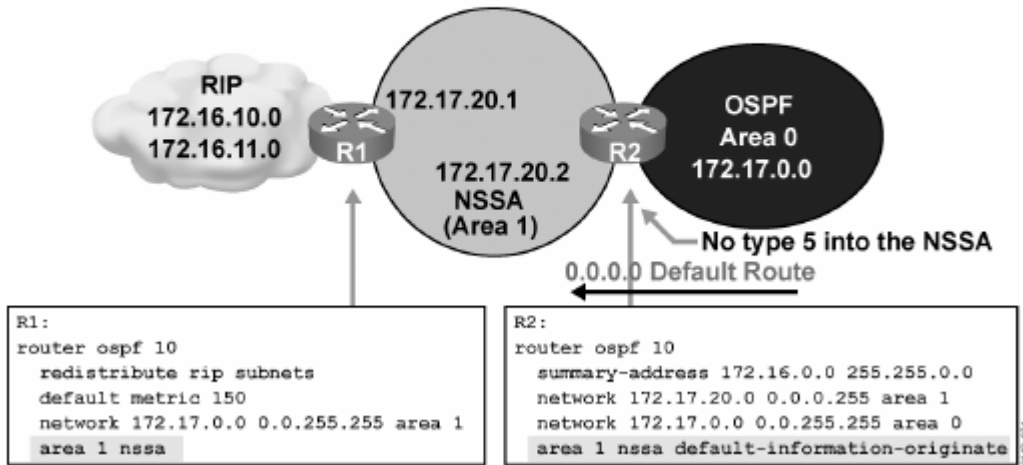 RIP
172.16.10.0
172.16.11.0
172.17.20.1
R1
172.17.20.2
NSSA
(Area 1)
R2
OSPF
Area 0
172.17.0.0
No type 5 into the NSSA
0.0.0.0 Default Route
R1:
router ospf 10
redistribute rip subnets
default metric 150
network 172.17.0.0 0.0.255.255 area 1
area 1 nssa
R2:
router ospf 10
summary-address 172.16.0.0 255.255.0.0
network 172.17.20.0 0.0.0.255 area 1
network 172.17.0.0 0.0.255.255 area 0
area 1 nssa default-information-originate